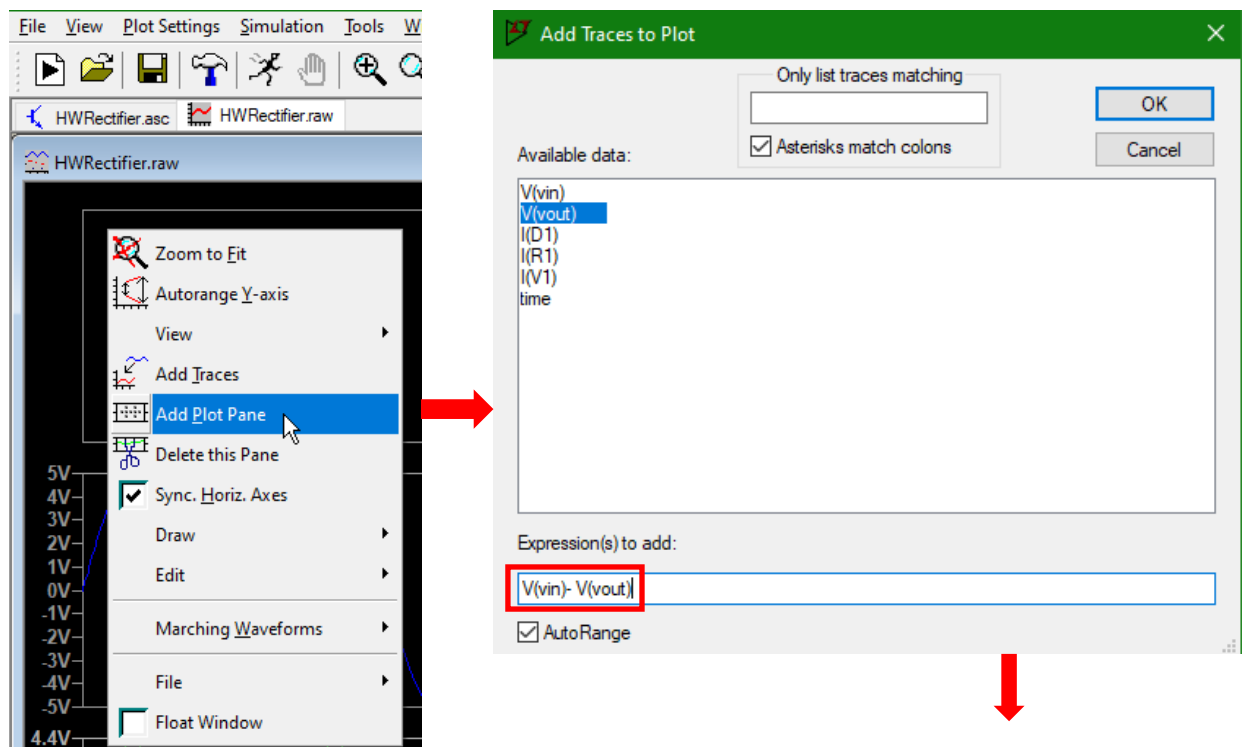 File View Plot Settings Simulation Tools W
HWRectifier.asc HWRectifier.raw
HWRectifier.raw
Zoom to Fit
Autorange Y-axis
View
Add Traces
Add Plot Pane
Delete this Pane
Sync. Horiz. Axes
Draw
Edit
Marching Waveforms
File
Float Window
5V
4V
3V
2V
1V
0V
-1V
-2V
-3V
-4V
-5V
4.4V
Add Traces to Plot
Only list traces matching
OK
Asterisks match colons
Cancel
Available data:
V(vin)
V(vout)
I(D1)
I(R1)
I(V1)
time
Expression(s) to add:
V(vin)- V(vout)
AutoRange